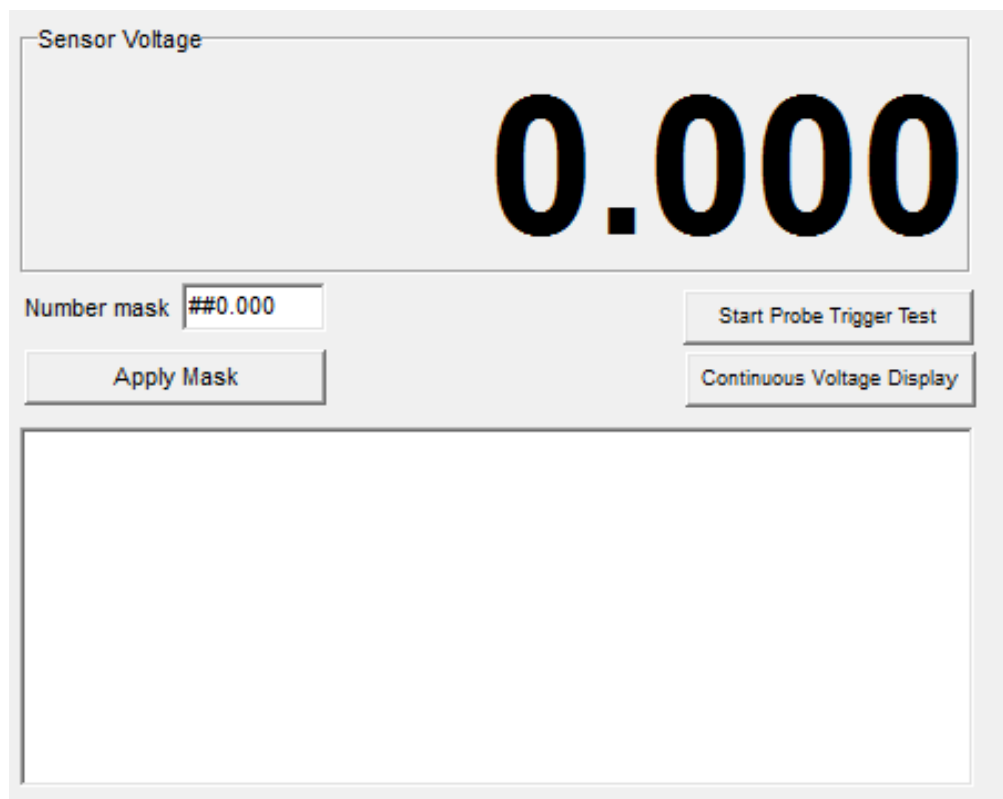 Sensor Voltage
0.000
Number mask ##0.000
Start Probe Trigger Test
Apply Mask
Continuous Voltage Display